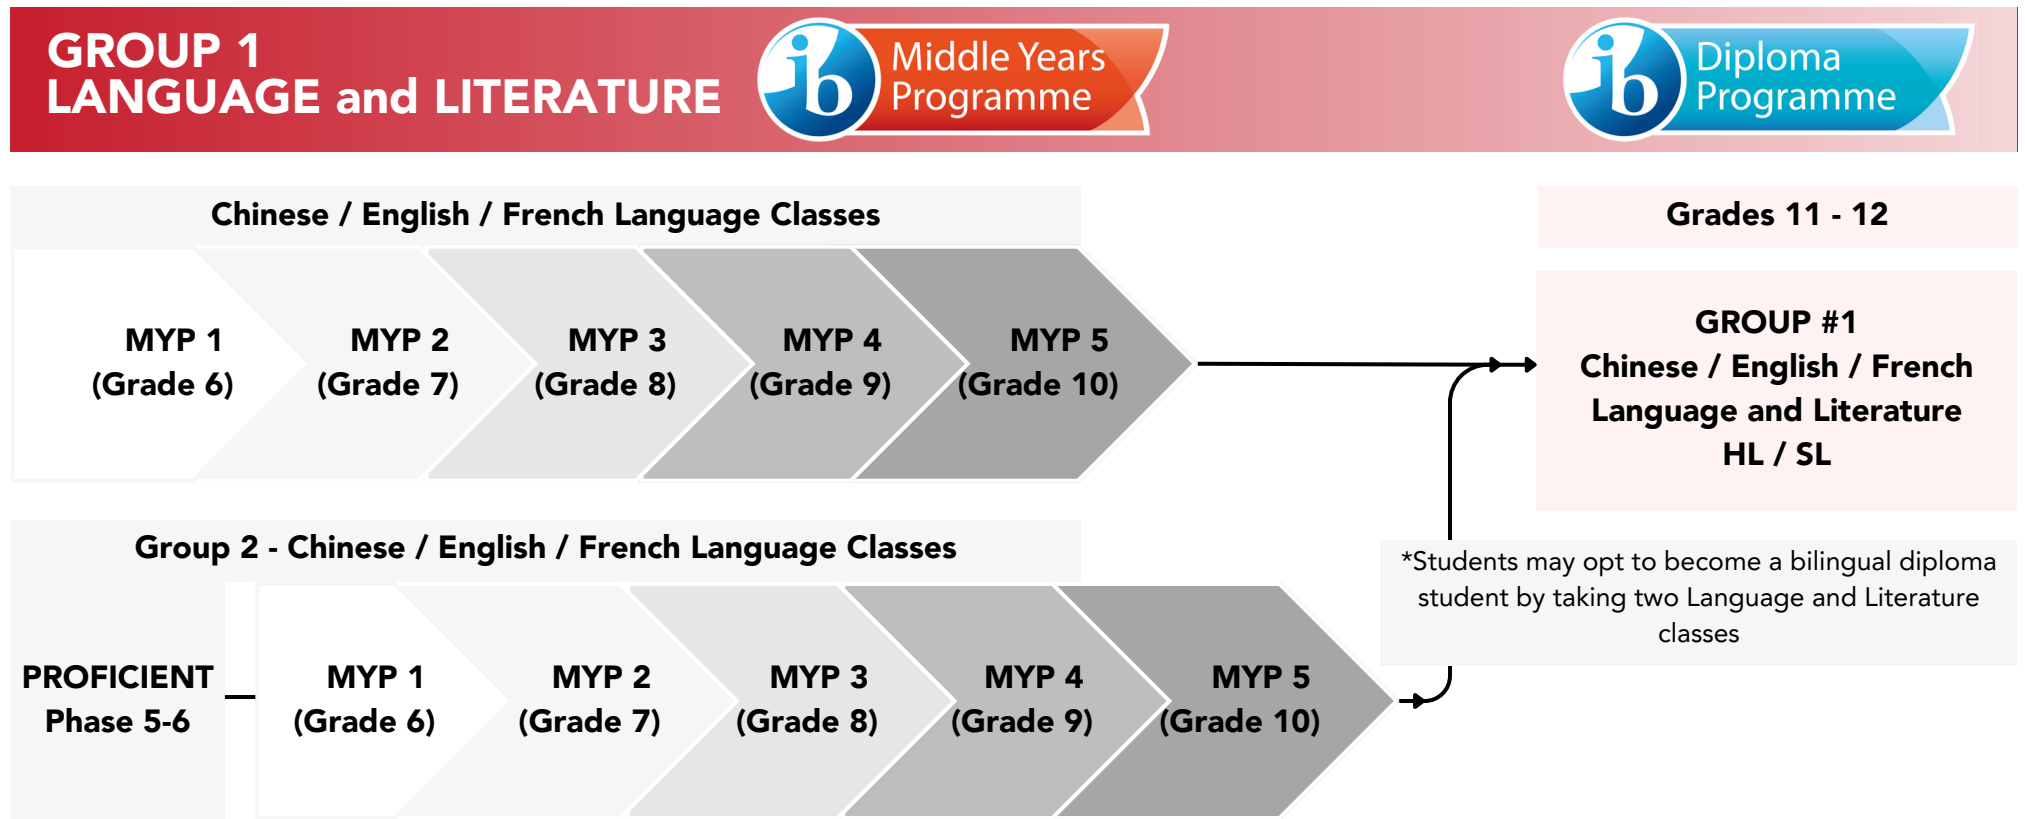 GROUP 1
LANGUAGE and LITERATURE
ib
Middle Years
Programme
ib
Diploma
Programme
Chinese / English / French Language Classes
Grades 11 - 12
MYP 1
(Grade 6)
MYP 2
(Grade 7)
MYP 3
(Grade 8)
MYP 4
(Grade 9)
MYP 5
(Grade 10)
GROUP #1
Chinese / English / French
Language and Literature
HL / SL
Group 2 - Chinese / English / French Language Classes
*Students may opt to become a bilingual diploma
student by taking two Language and Literature
classes
PROFICIENT
Phase 5-6
MYP 1
(Grade 6)
MYP 2
(Grade 7)
MYP 3
(Grade 8)
MYP 4
(Grade 9)
MYP 5
(Grade 10)